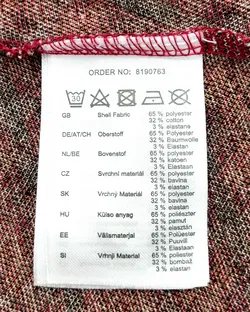 ORDER NO: 8190763
30
GB Shell Fabric 65 % polyester
32 % cotton
3 % elastane
DE/AT/CH Oberstoff 65 % Polyester
32 % Baumwolle
3 % Elasthan
NL/BE Bovenstof 65 % polyester
32 % katoen
3 % elastaan
CZ Svrchní materiál 65 % polyester
32 % bavlna
3 % elastan
SK Vrchný Materiál 65 % polyester
32 % bavlna
3 % elastan
HU Külso anyag 65 % poliészter
32 % pamut
3 % elasztán
EE Välismaterjal 65 % Polüester
32 % Puuvill
3 % Elastaan
SI Vrhnji Material 65 % poliester
32 % bombaž
3 % elastan